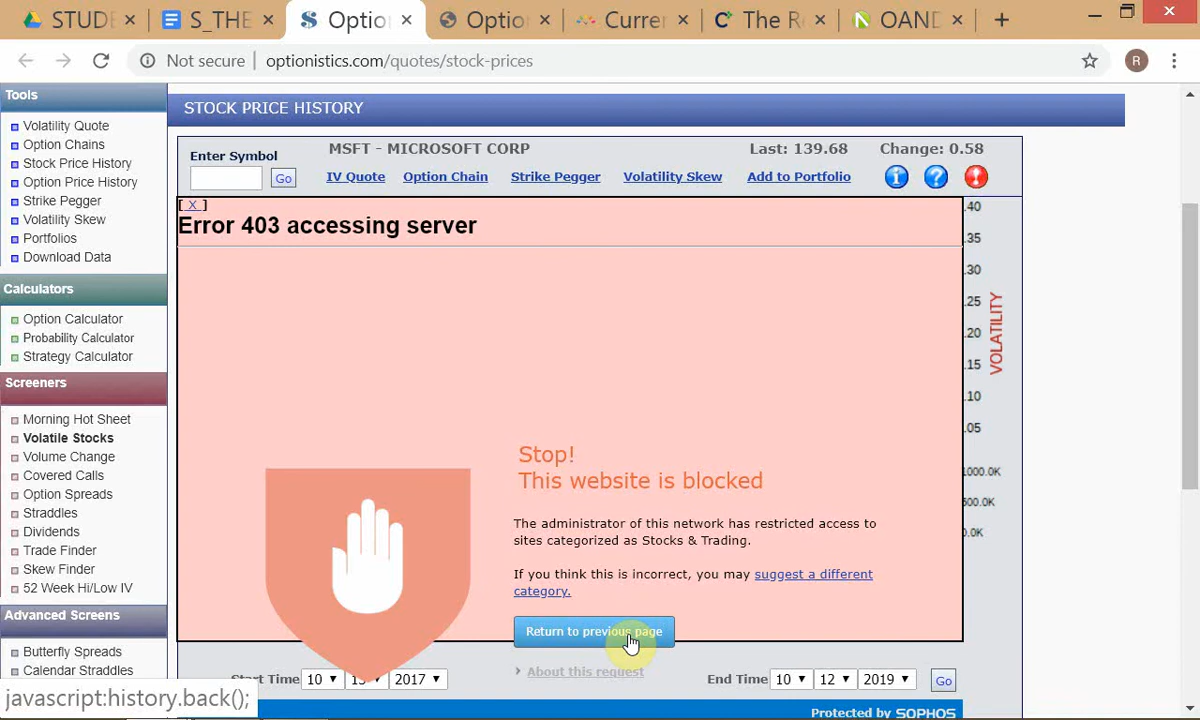 STUDE
S_THE
Option
Option
Curren
The R
OAND
Not secure
optionistics.com/quotes/stock-prices
R
Tools
Volatility Quote
Option Chains
Stock Price History
Option Price History
Strike Pegger
Volatility Skew
Portfolios
Download Data
Calculators
Option Calculator
Probability Calculator
Strategy Calculator
Screeners
Morning Hot Sheet
Volatile Stocks
Volume Change
Covered Calls
Option Spreads
Straddles
Dividends
Trade Finder
Skew Finder
52 Week Hi/Low IV
Advanced Screens
Butterfly Spreads
Calendar Straddles
javascript:history.back();
STOCK PRICE HISTORY
Enter Symbol
Go
MSFT - MICROSOFT CORP
Last: 139.68
Change: 0.58
IV Quote Option Chain Strike Pegger Volatility Skew Add to Portfolio
[ X ]
Error 403 accessing server
.40
.35
.30
.25
.20
.15
.10
.05
VOLATILITY
Stop!
This website is blocked
The administrator of this network has restricted access to
sites categorized as Stocks & Trading.
If you think this is incorrect, you may suggest a different
category.
Return to previous page
About this request
Start Time 10 2017
End Time 10 12 2019 Go
Protected by SOPHOS